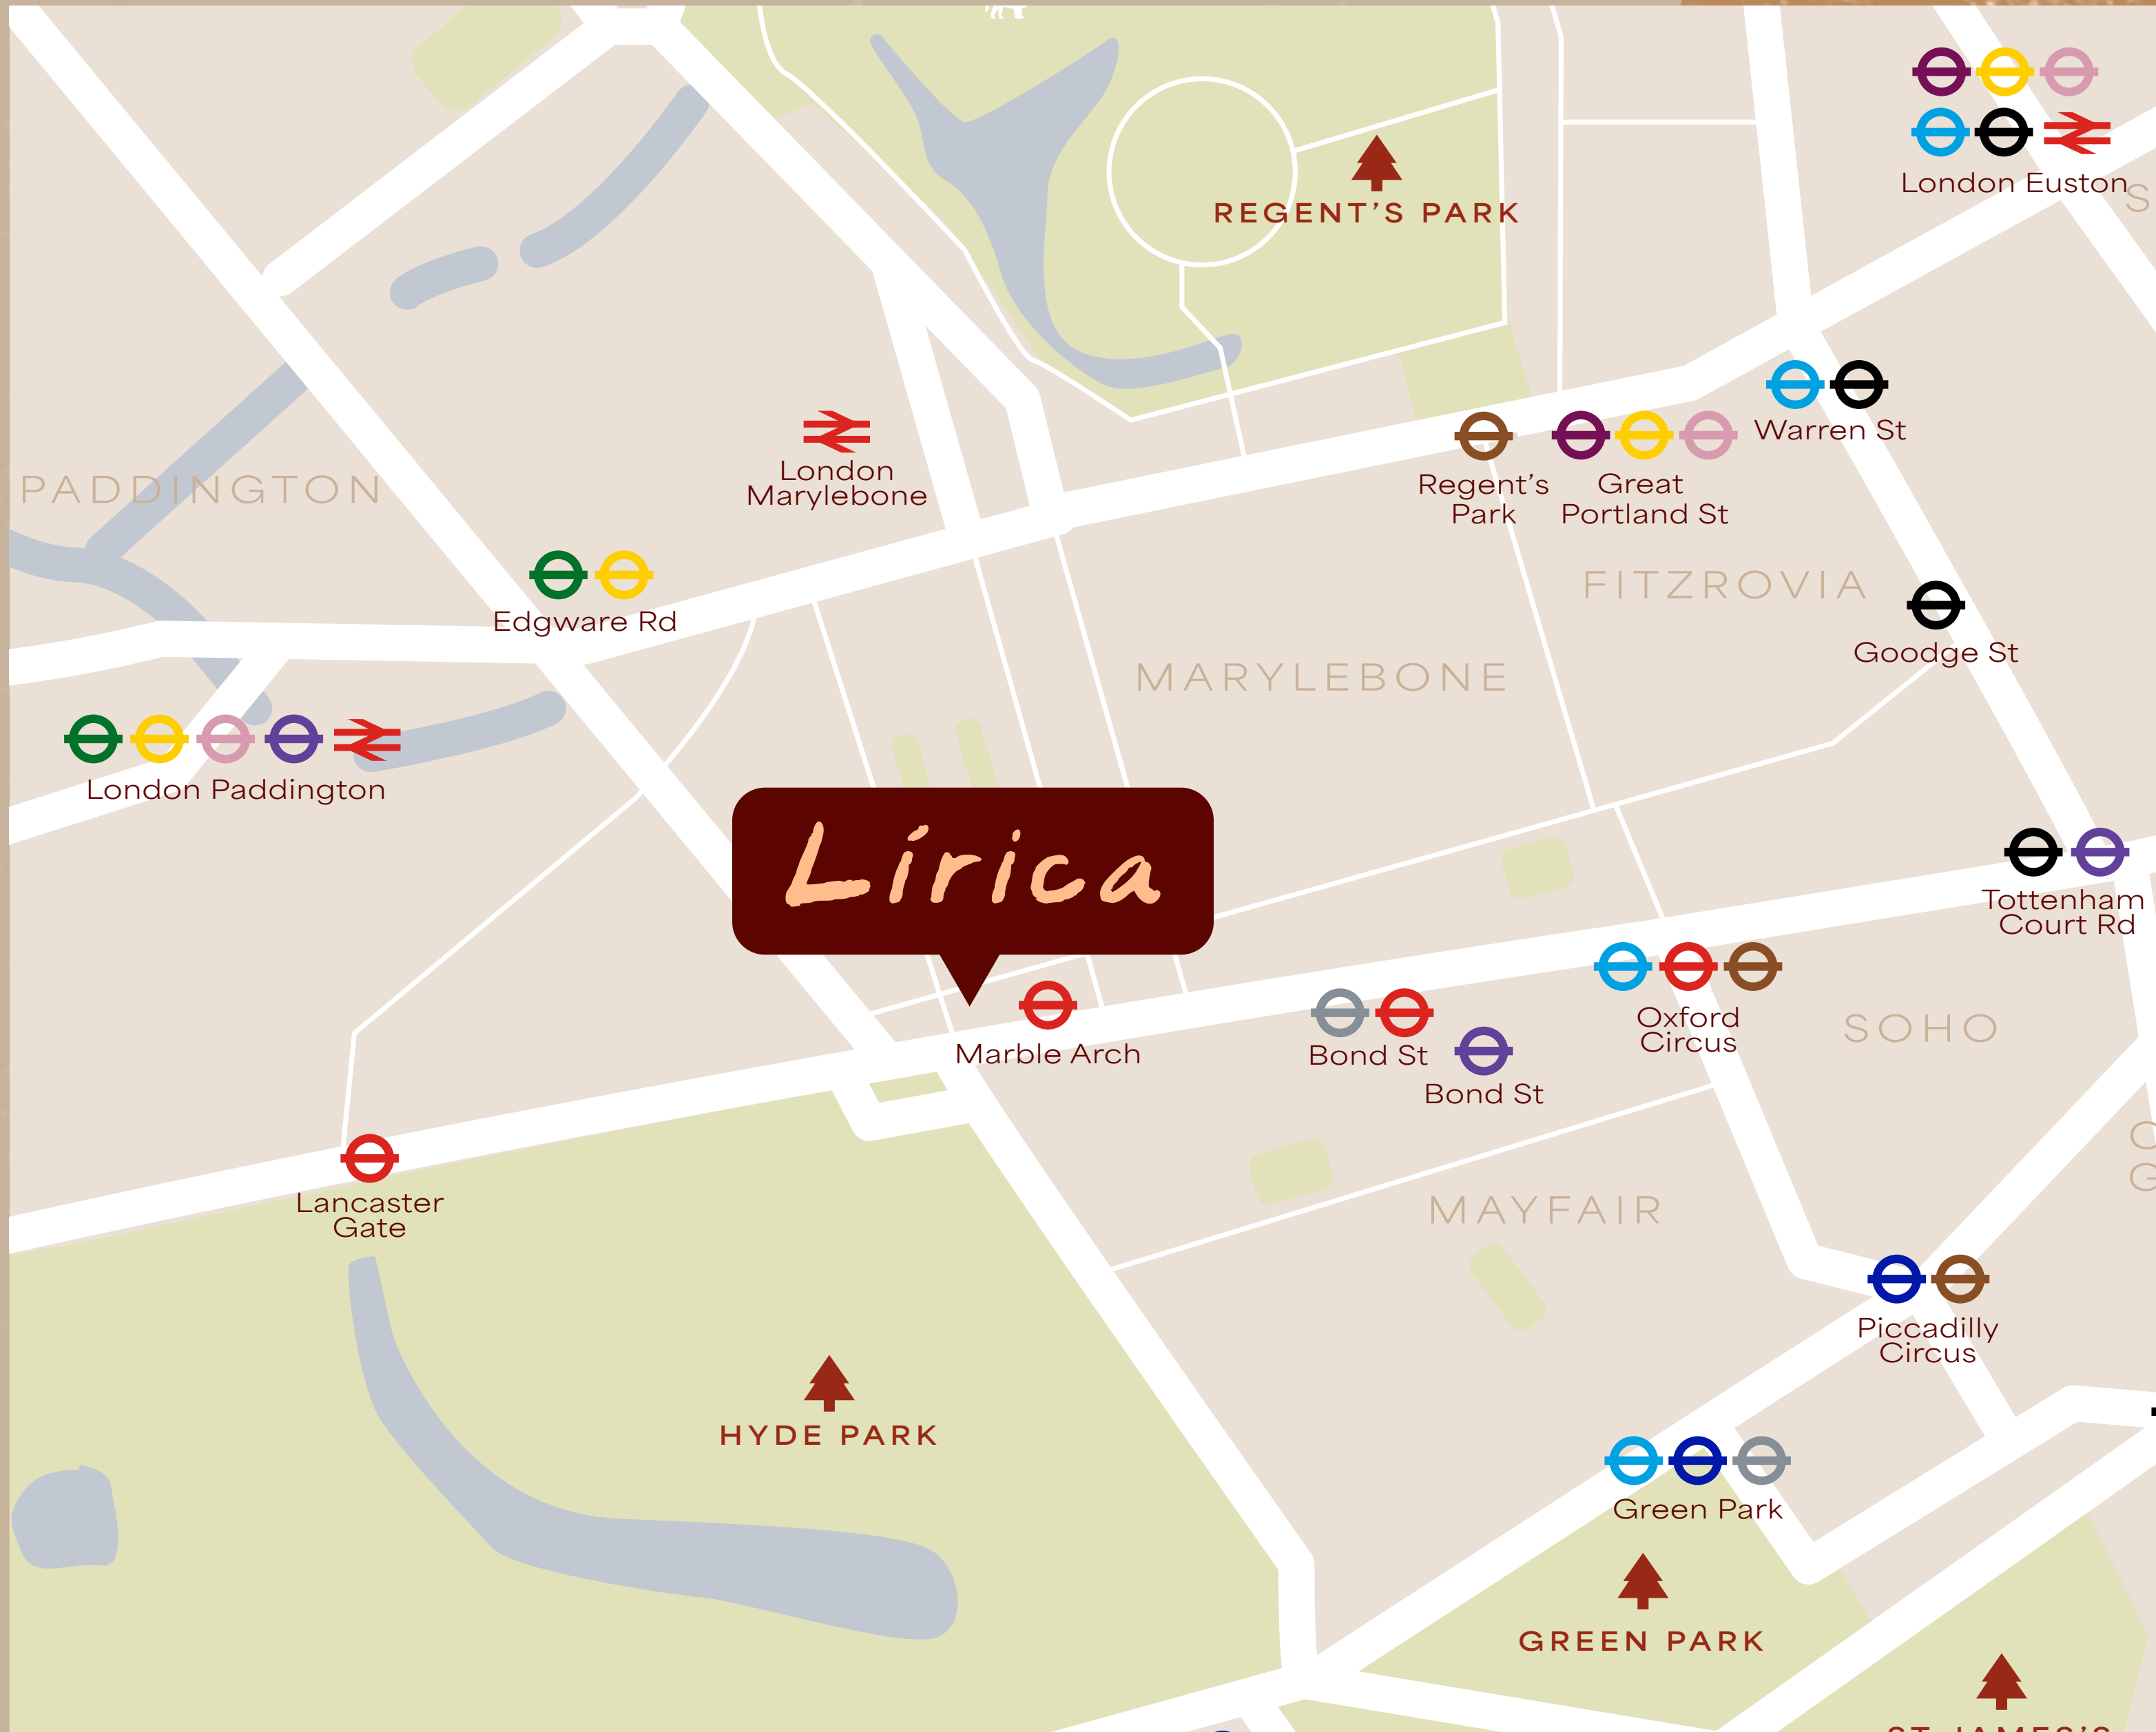 REGENT'S PARK
London Euston
S
PADDINGTON
London
Marylebone
Regent's
Park
Great
Portland St
Warren St
Edgware Rd
FITZROVIA
Goodge St
MARYLEBONE
London Paddington
Lírica
Tottenham
Court Rd
Marble Arch
Bond St
Bond St
Oxford
Circus
SOHO
Lancaster
Gate
MAYFAIR
Piccadilly
Circus
HYDE PARK
Green Park
GREEN PARK
ST JAMES'S